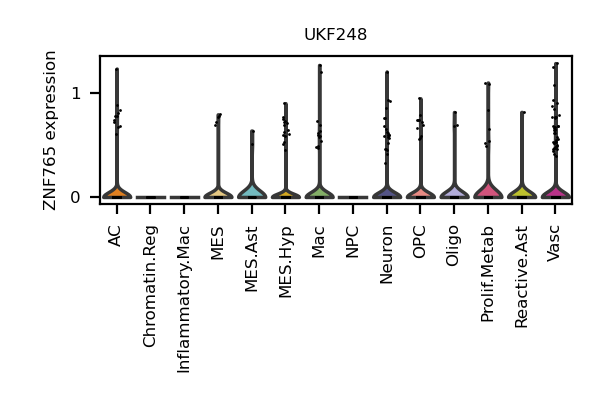 UKF248
ZNF765 expression
1
0
AC
Chromatin.Reg
Inflammatory.Mac
MES
MES.Ast
MES.Hyp
Mac
NPC
Neuron
OPC
Oligo
Prolif.Metab
Reactive.Ast
Vasc